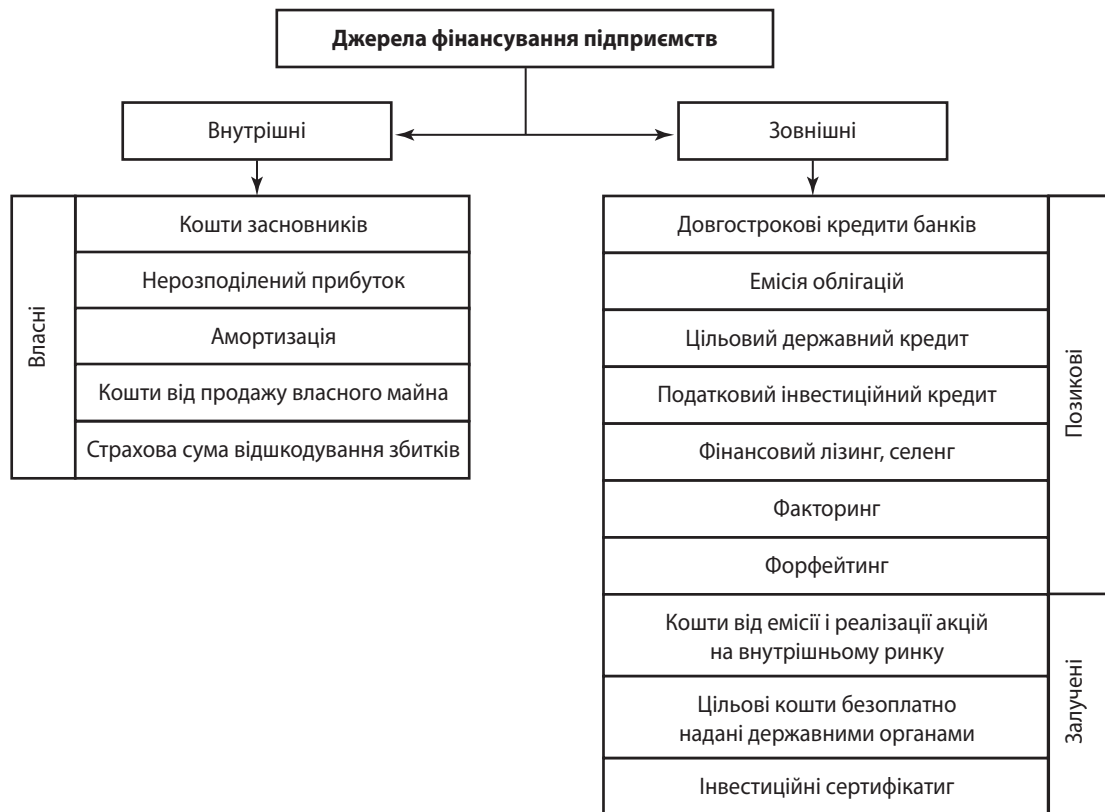 Джерела фінансування підприємств
Внутрішні
Зовнішні
Власні
Кошти засновників
Нерозподілений прибуток
Амортизація
Кошти від продажу власного майна
Страхова сума відшкодування збитків
Довгострокові кредити банків
Емісія облігацій
Цільовий державний кредит
Податковий інвестиційний кредит
Фінансовий лізинг, селенг
Факторинг
Форфейтинг
Позикові
Кошти від емісії і реалізації акцій
на внутрішньому ринку
Цільові кошти безоплатно
надані державними органами
Інвестиційні сертифікатиг
Залучені